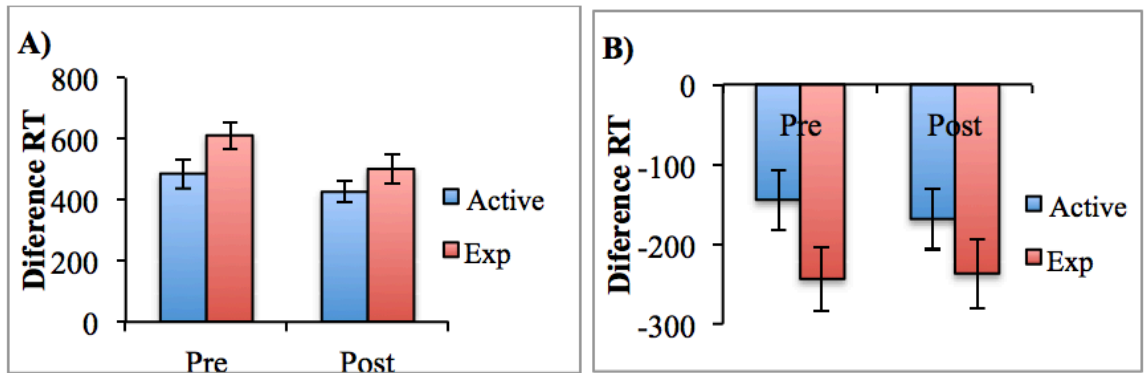 A)
Diference RT
800
600
400
200
0
Pre
Post
Active
Exp
B)
Diference RT
0
-100
-200
-300
Pre
Post
Active
Exp